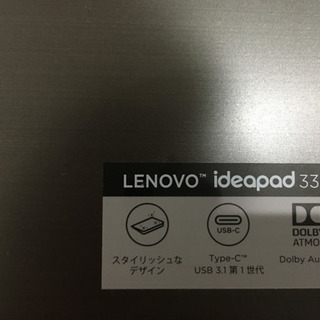 LENOVO™ ideapad 33
USB-C
DOLBY
ATMO
スタイリッシュな
デザイン
Type-C™
USB 3.1 第1世代
Dolby Au